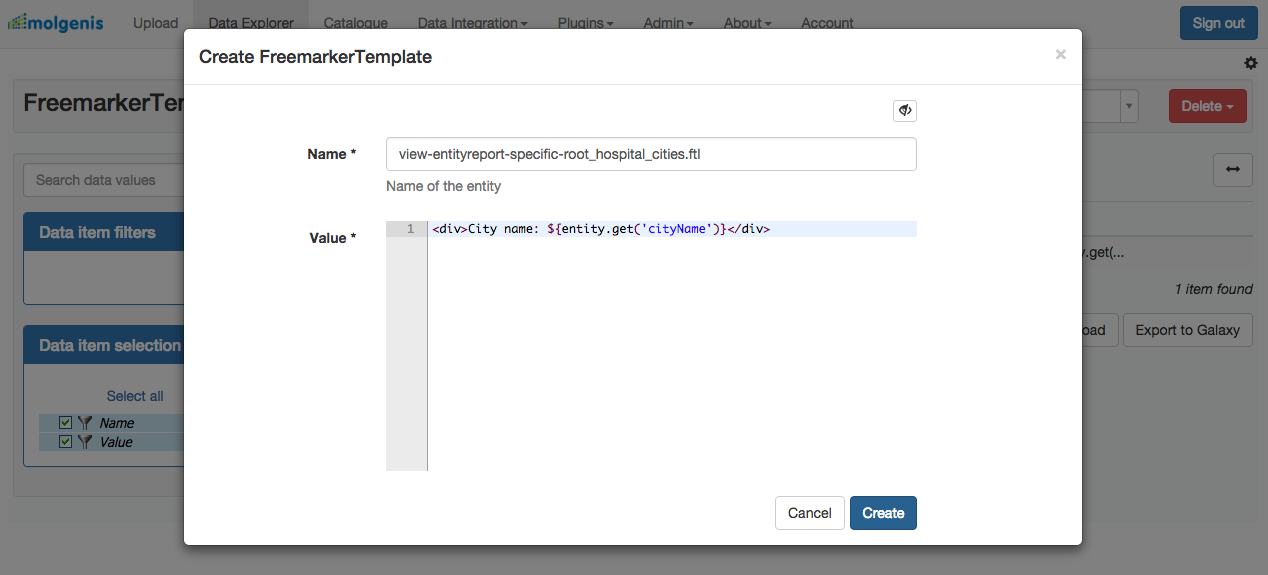 molgenis Upload Data Explorer Catalogue Data Integration Plugins Admin About Account Sign out
Create FreemarkerTemplate ×
FreemarkerTer
Delete
Name *
view-entityreport-specific-root_hospital_cities.ftl
Name of the entity
Search data values
Value *
1 <div>City name: ${entity.get('cityName')}</div>
Data item filters
y.get(...
1 item found
oad Export to Galaxy
Data item selection
Select all
Name
Value
Cancel Create